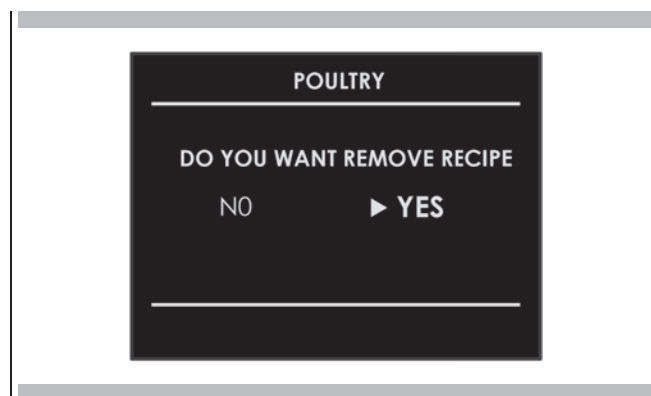 POULTRY
DO YOU WANT REMOVE RECIPE
N0 ▶ YES